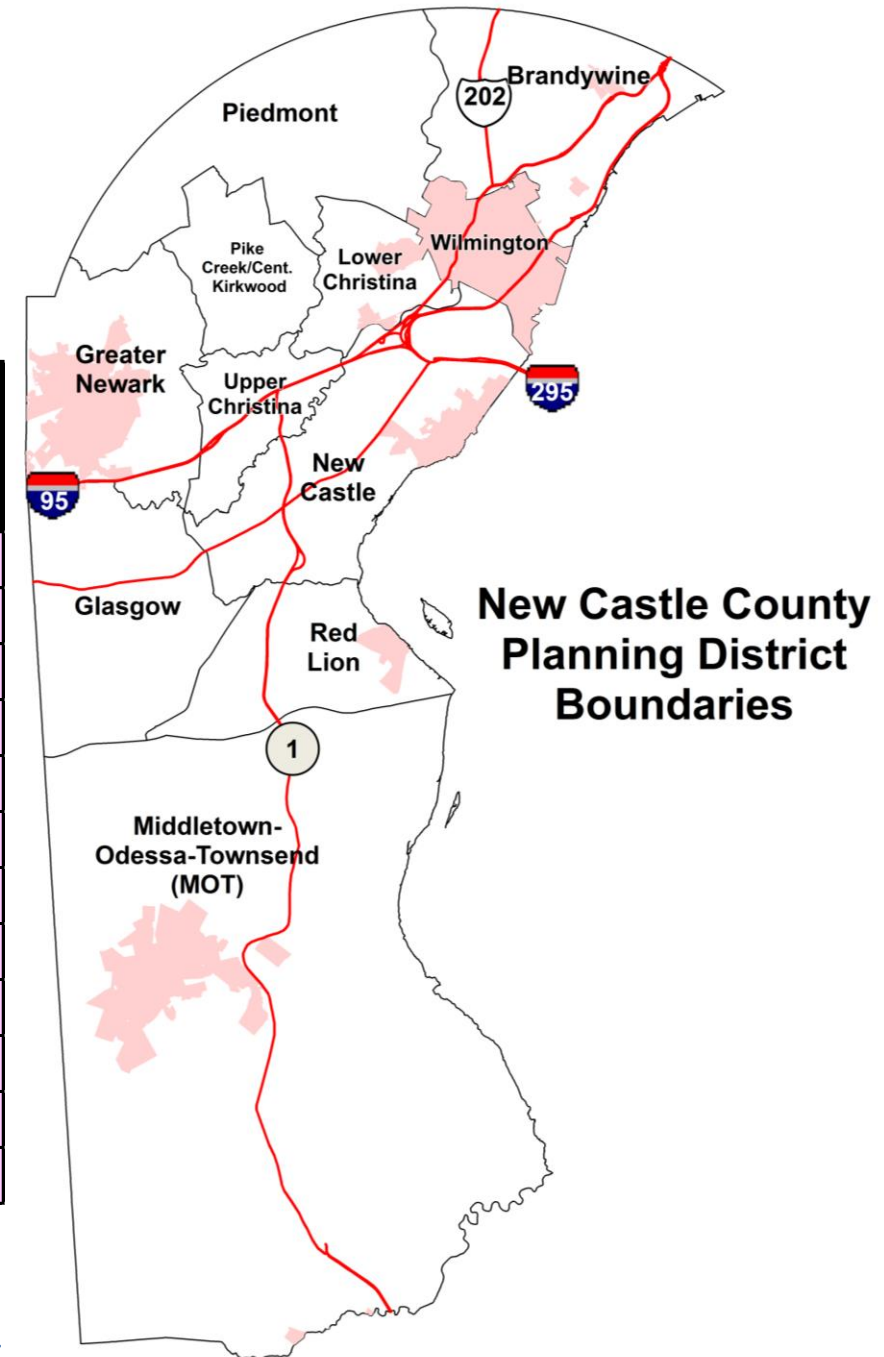 Brandywine
202
Piedmont
Wilmington
Pike
Creek/Cent.
Kirkwood
Lower
Christina
Greater
Newark
Upper
Christina
295
New
Castle
95
Glasgow
Red
Lion
New Castle County
Planning District
Boundaries
1
Middletown-
Odessa-Townsend
(MOT)